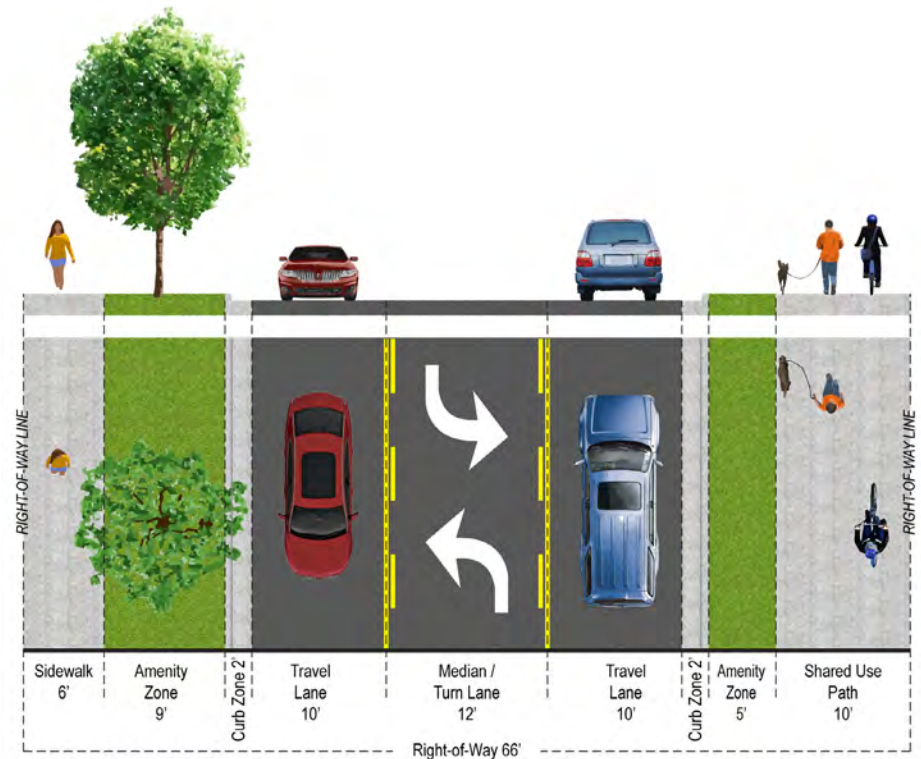 RIGHT-OF-WAY LINE
RIGHT-OF-WAY LINE
Sidewalk
6'
Amenity
Zone
9'
Curb Zone 2'
Travel
Lane
10'
Median /
Turn Lane
12'
Travel
Lane
10'
Curb Zone 2'
Amenity
Zone
5'
Shared Use
Path
10'
Right-of-Way 66'